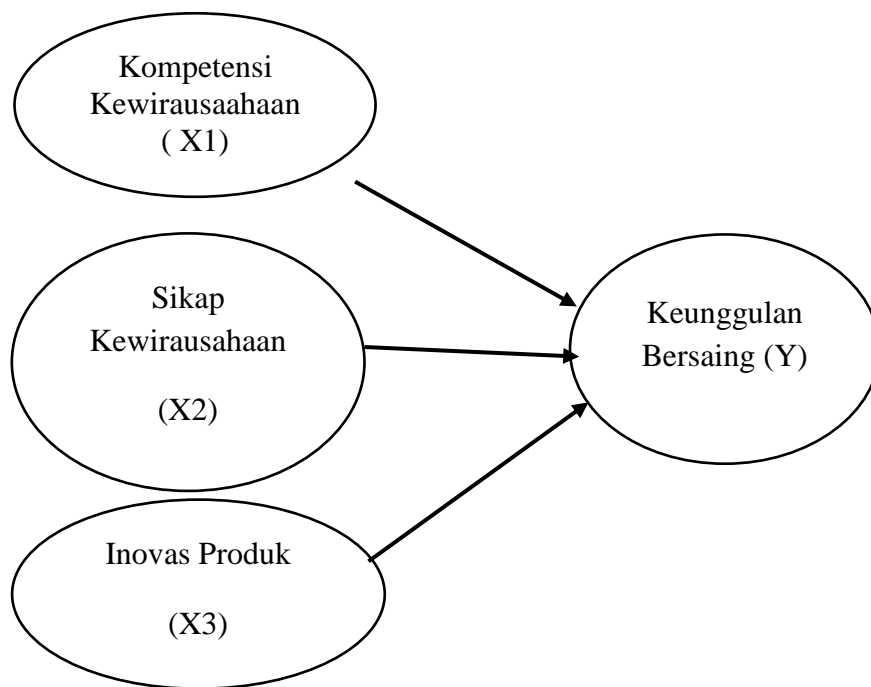 Kompetensi
Kewirausaahaan
( X1)
Sikap
Kewirausahaan
(X2)
Inovas Produk
(X3)
Keunggulan
Bersaing (Y)